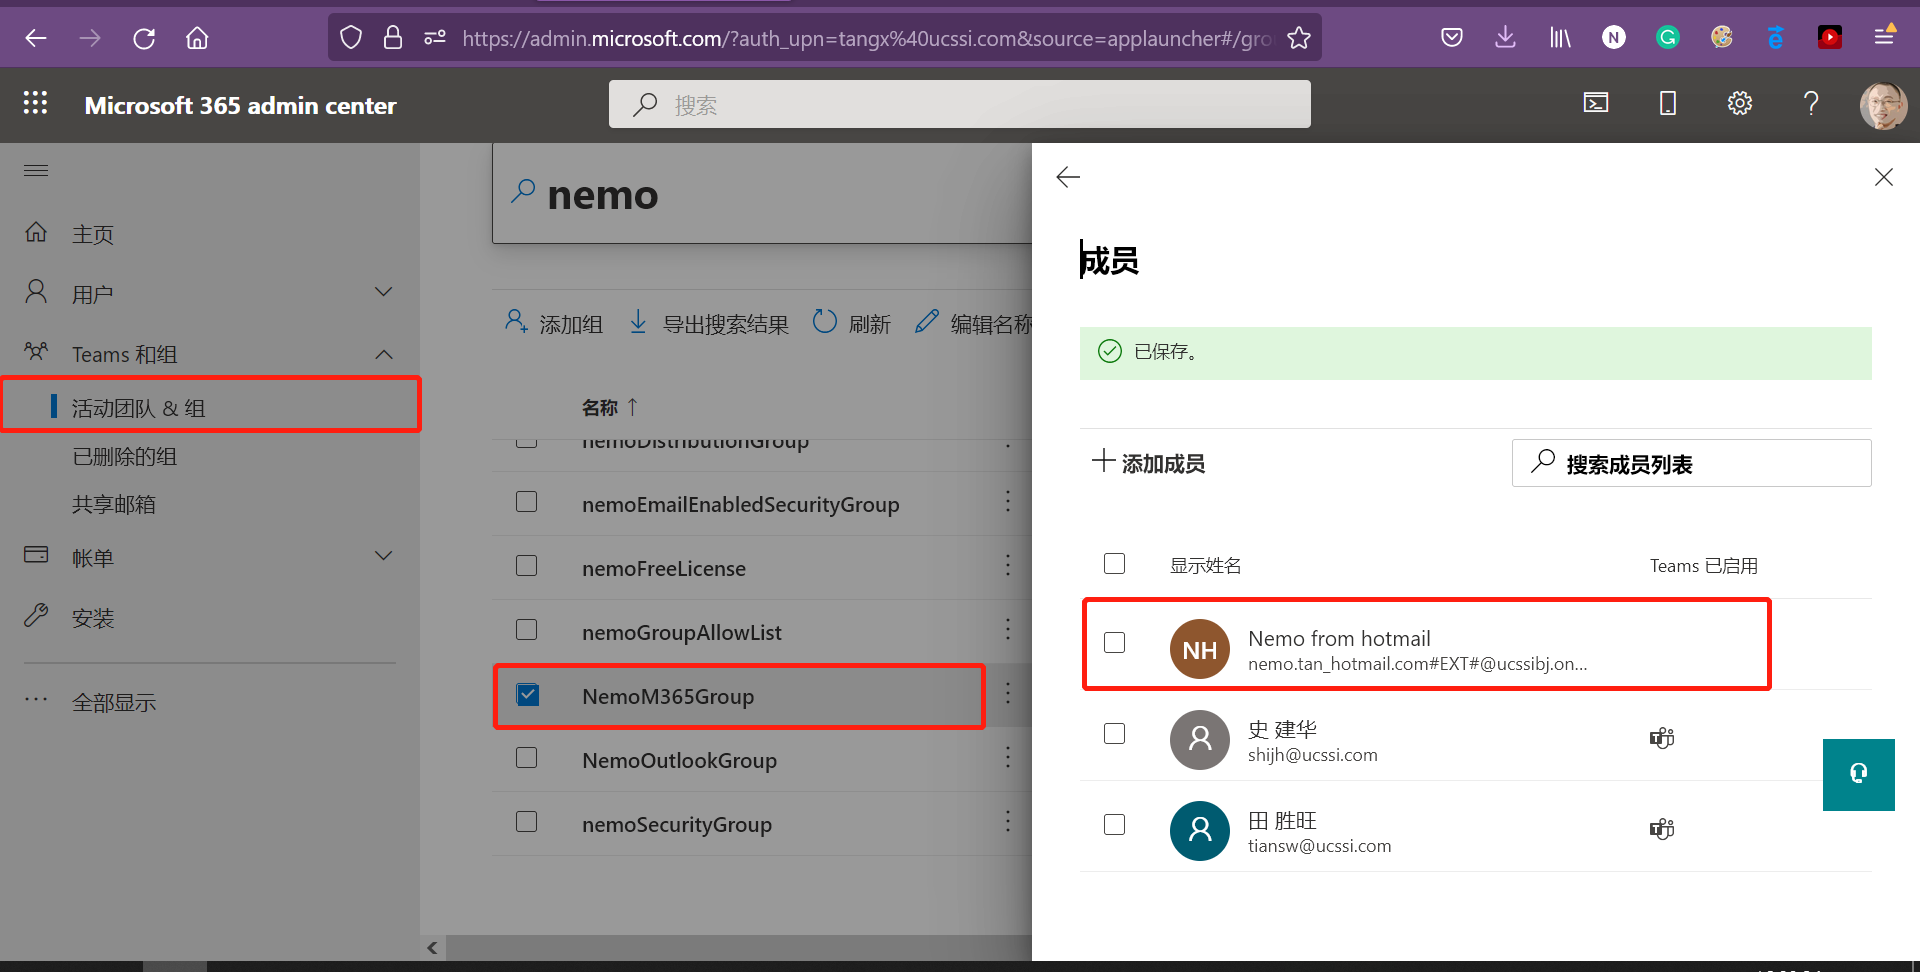 https://admin.microsoft.com/?auth_upn=tangx%40ucssi.com&source=applauncher#/gro
N
G
Microsoft 365 admin center
搜索
主页
用户
Teams 和组
活动团队 & 组
已删除的组
共享邮箱
帐单
安装
全部显示
nemo
添加组
导出搜索结果
刷新
编辑名称
名称 ↑
nemoDistributionGroup
nemoEmailEnabledSecurityGroup
nemoFreeLicense
nemoGroupAllowList
NemoM365Group
NemoOutlookGroup
nemoSecurityGroup
成员
已保存。
添加成员
搜索成员列表
显示姓名
Teams 已启用
NH
Nemo from hotmail
nemo.tan_hotmail.com#EXT#@ucssibj.on...
史 建华
shijh@ucssi.com
田 胜旺
tiansw@ucssi.com